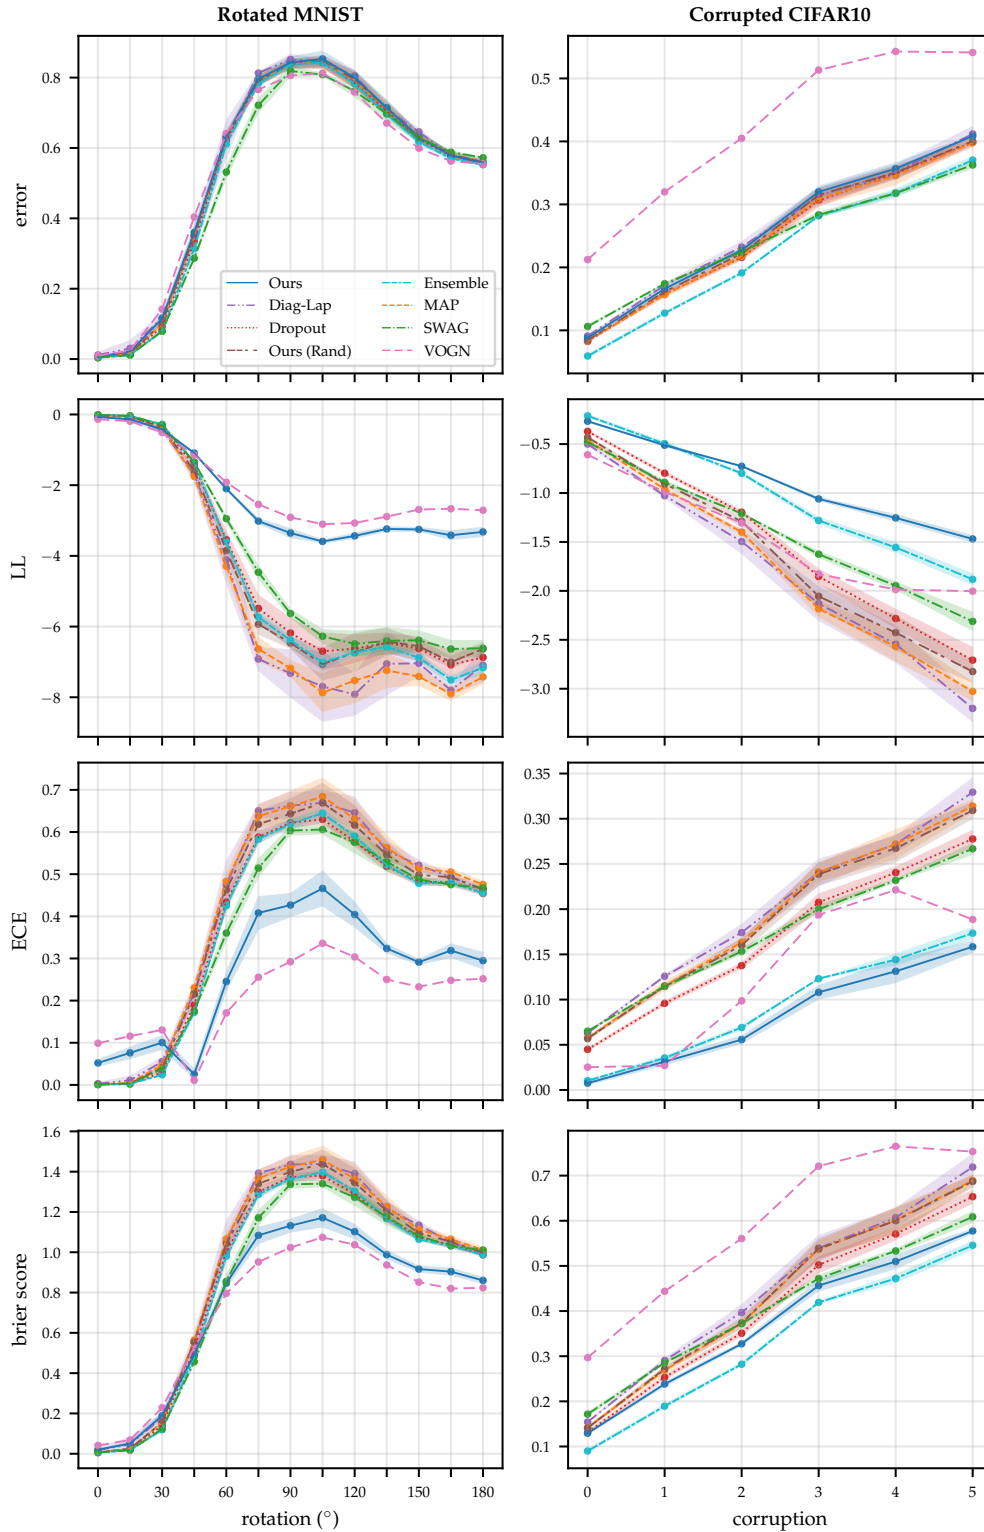 Rotated MNIST
Corrupted CIFAR10
error
0.8
0.6
0.4
0.2
0.0
Ours
Diag-Lap
Dropout
Ours (Rand)
Ensemble
MAP
SWAG
VOGN
0.5
0.4
0.3
0.2
0.1
LL
0
−2
−4
−6
−8
−0.5
−1.0
−1.5
−2.0
−2.5
−3.0
ECE
0.7
0.6
0.5
0.4
0.3
0.2
0.1
0.0
0.35
0.30
0.25
0.20
0.15
0.10
0.05
0.00
brier score
1.6
1.4
1.2
1.0
0.8
0.6
0.4
0.2
0.0
0 30 60 90 120 150 180
rotation (°)
0.7
0.6
0.5
0.4
0.3
0.2
0.1
0 1 2 3 4 5
corruption